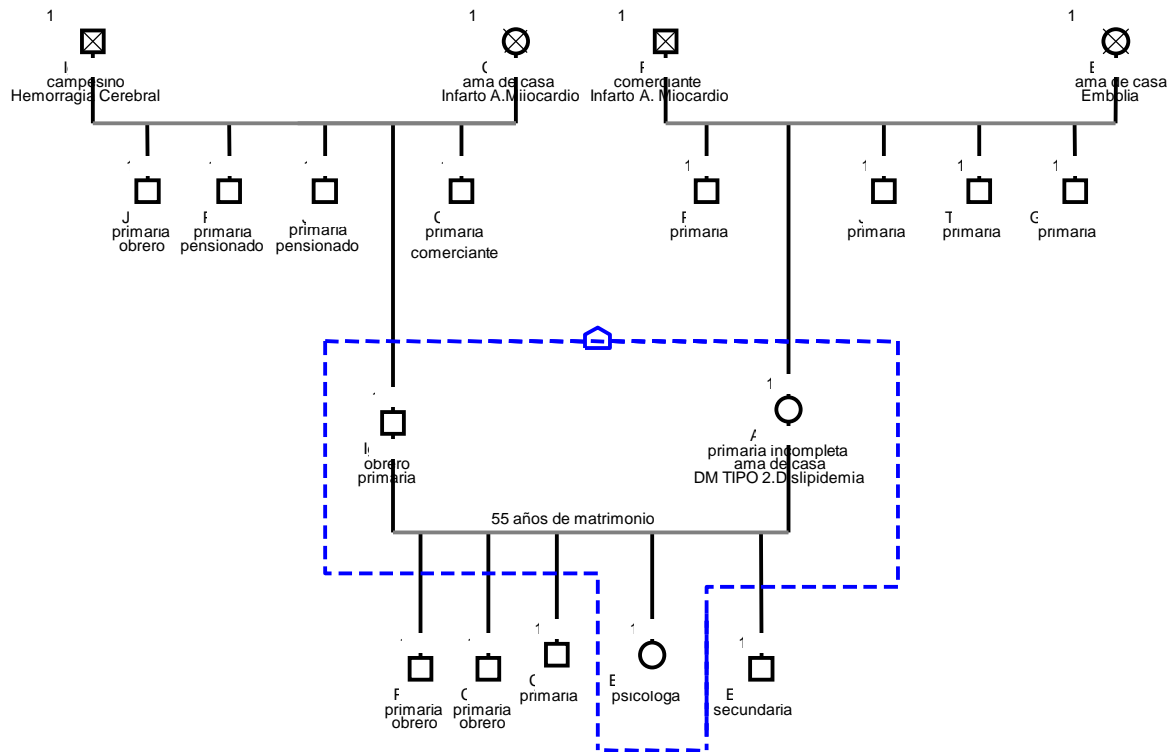 1 1 1 1
campesino
Hemorragia Cerebral
ama de casa
Infarto A.Miiocardio
comerciante
Infarto A. Miocardio
ama de casa
Embolia
1 1 1 1
J
primaria
obrero
primaria
pensionado
primaria
pensionado
primaria
comerciante
primaria
primaria
T
primaria
G
primaria
1
obrero
primaria
primaria incompleta
ama de casa
DM TIPO 2.Dislipidemia
55 años de matrimonio
1 1 1
primaria
obrero
primaria
obrero
primaria
psicologa
secundaria